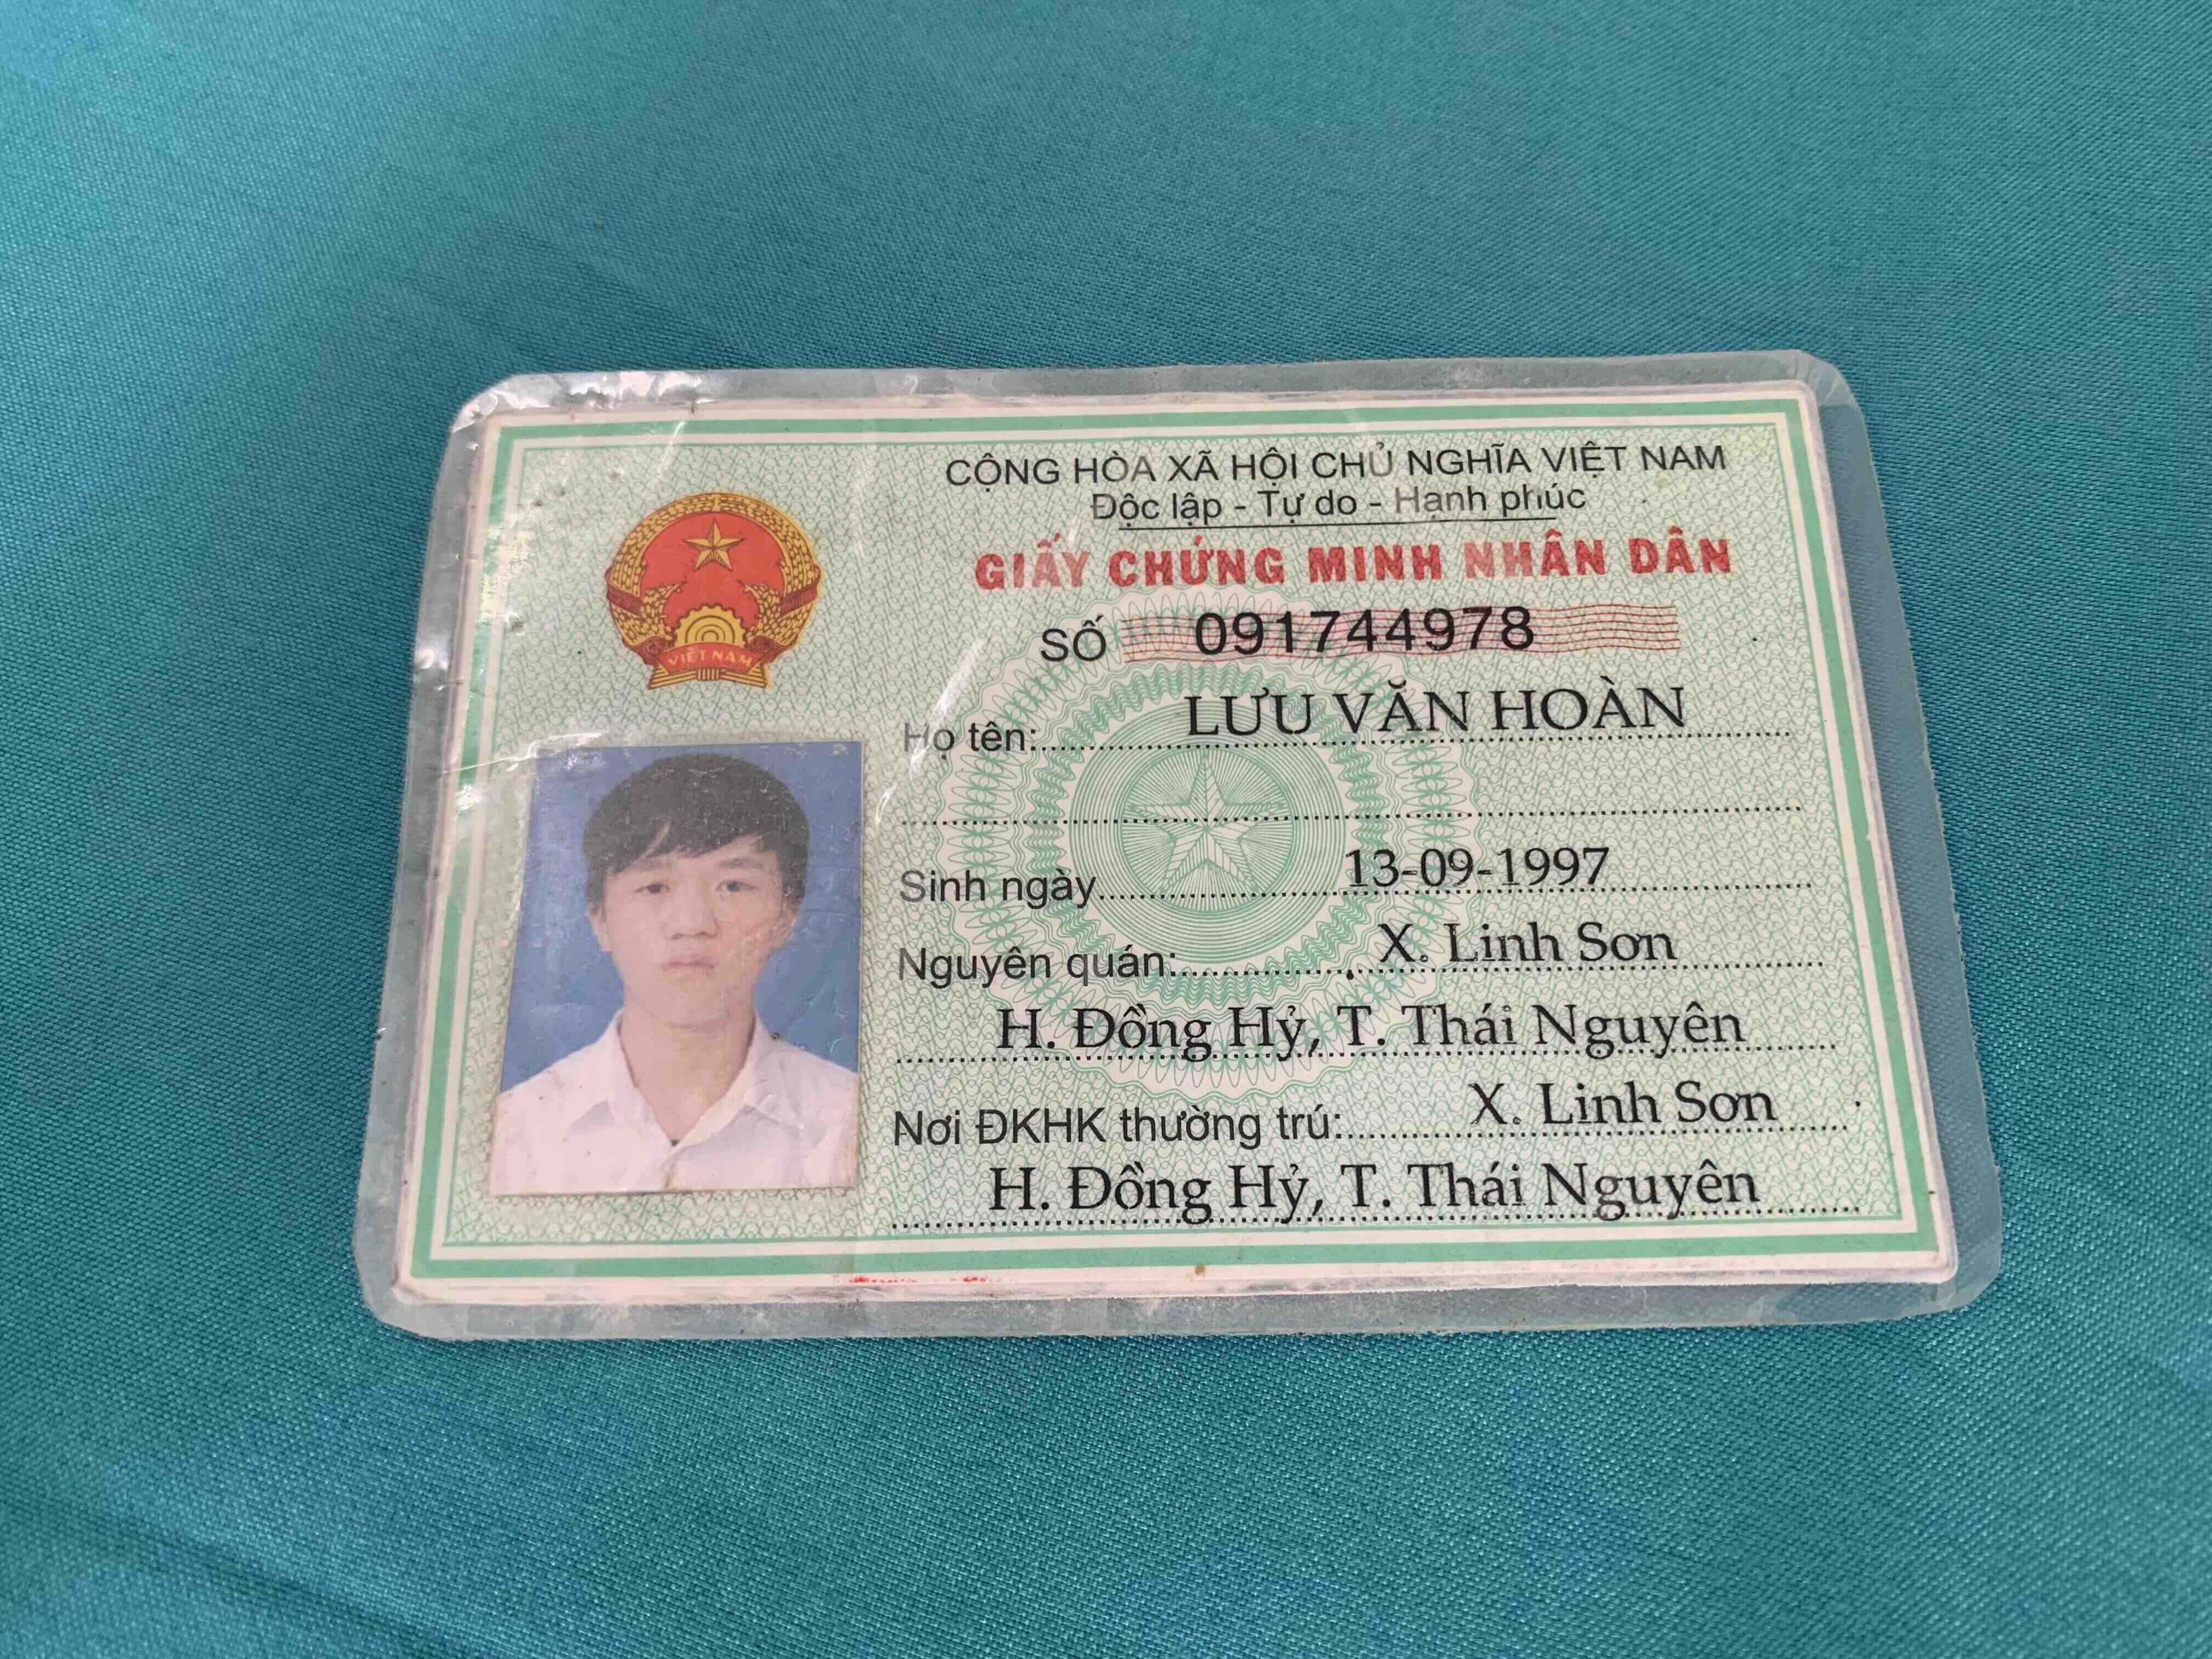 CỘNG HÒA XÃ HỘI CHỦ NGHĨA VIỆT NAM
Độc lập - Tự do - Hạnh phúc
GIẤY CHỨNG MINH NHÂN DÂN
SỐ 091744978
VIỆT NAM
Họ tên: LƯU VĂN HOÀN
Sinh ngày 13-09-1997
Nguyên quán: X. Linh Sơn
H. Đồng Hỷ, T. Thái Nguyên
Nơi ĐKHK thường trú: X. Linh Sơn
H. Đồng Hỷ, T. Thái Nguyên